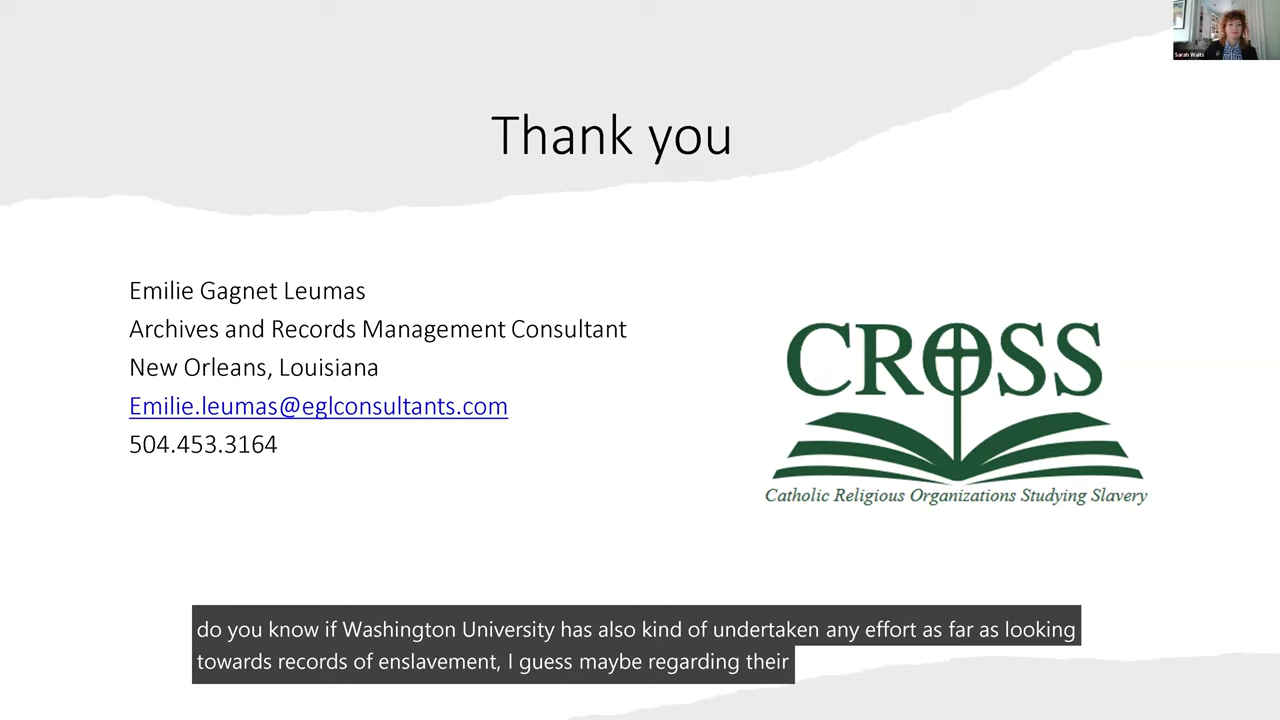 Sarah Waits
Thank you
Emilie Gagnet Leumas
Archives and Records Management Consultant
New Orleans, Louisiana
Emilie.leumas@eglconsultants.com
504.453.3164
CROSS
Catholic Religious Organizations Studying Slavery
do you know if Washington University has also kind of undertaken any effort as far as looking
towards records of enslavement, I guess maybe regarding their